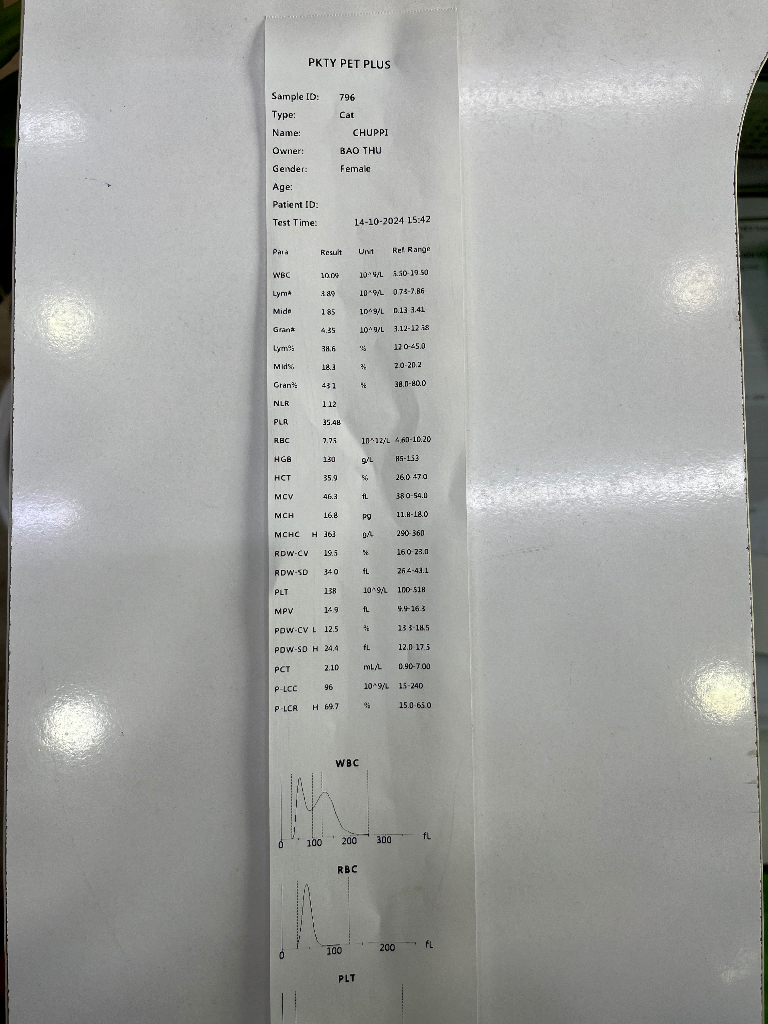 PKTY PET PLUS
Sample ID: 796
Type: Cat
Name: CHUPPI
Owner: BAO THU
Gender: Female
Age:
Patient ID:
Test Time: 14-10-2024 15:42
Para Result Unit Ref. Range
WBC 10.09 10^9/L 5.50-19.50
Lym# 3.89 10^9/L 0.73-7.86
Mid# 1.85 10^9/L 0.13-3.41
Gran# 4.35 10^9/L 3.12-12.58
Lym% 38.6 % 12.0-45.0
Mid% 18.3 % 2.0-20.2
Gran% 43.1 % 38.0-80.0
NLR 1.12
PLR 35.48
RBC 7.75 10^12/L 4.60-10.20
HGB 130 g/L 85-153
HCT 35.9 % 26.0-47.0
MCV 46.3 fL 38.0-54.0
MCH 16.8 pg 11.8-18.0
MCHC H 363 g/L 290-360
RDW-CV 19.5 % 16.0-23.0
RDW-SD 34.0 fL 26.4-43.1
PLT 138 10^9/L 100-518
MPV 14.9 fL 9.9-16.3
PDW-CV L 12.5 % 13.3-18.5
PDW-SD H 24.4 fL 12.0-17.5
PCT 2.10 mL/L 0.90-7.00
P-LCC 96 10^9/L 15-240
P-LCR H 69.7 % 15.0-65.0
WBC
0 100 200 300 fL
RBC
0 100 200 fL
PLT